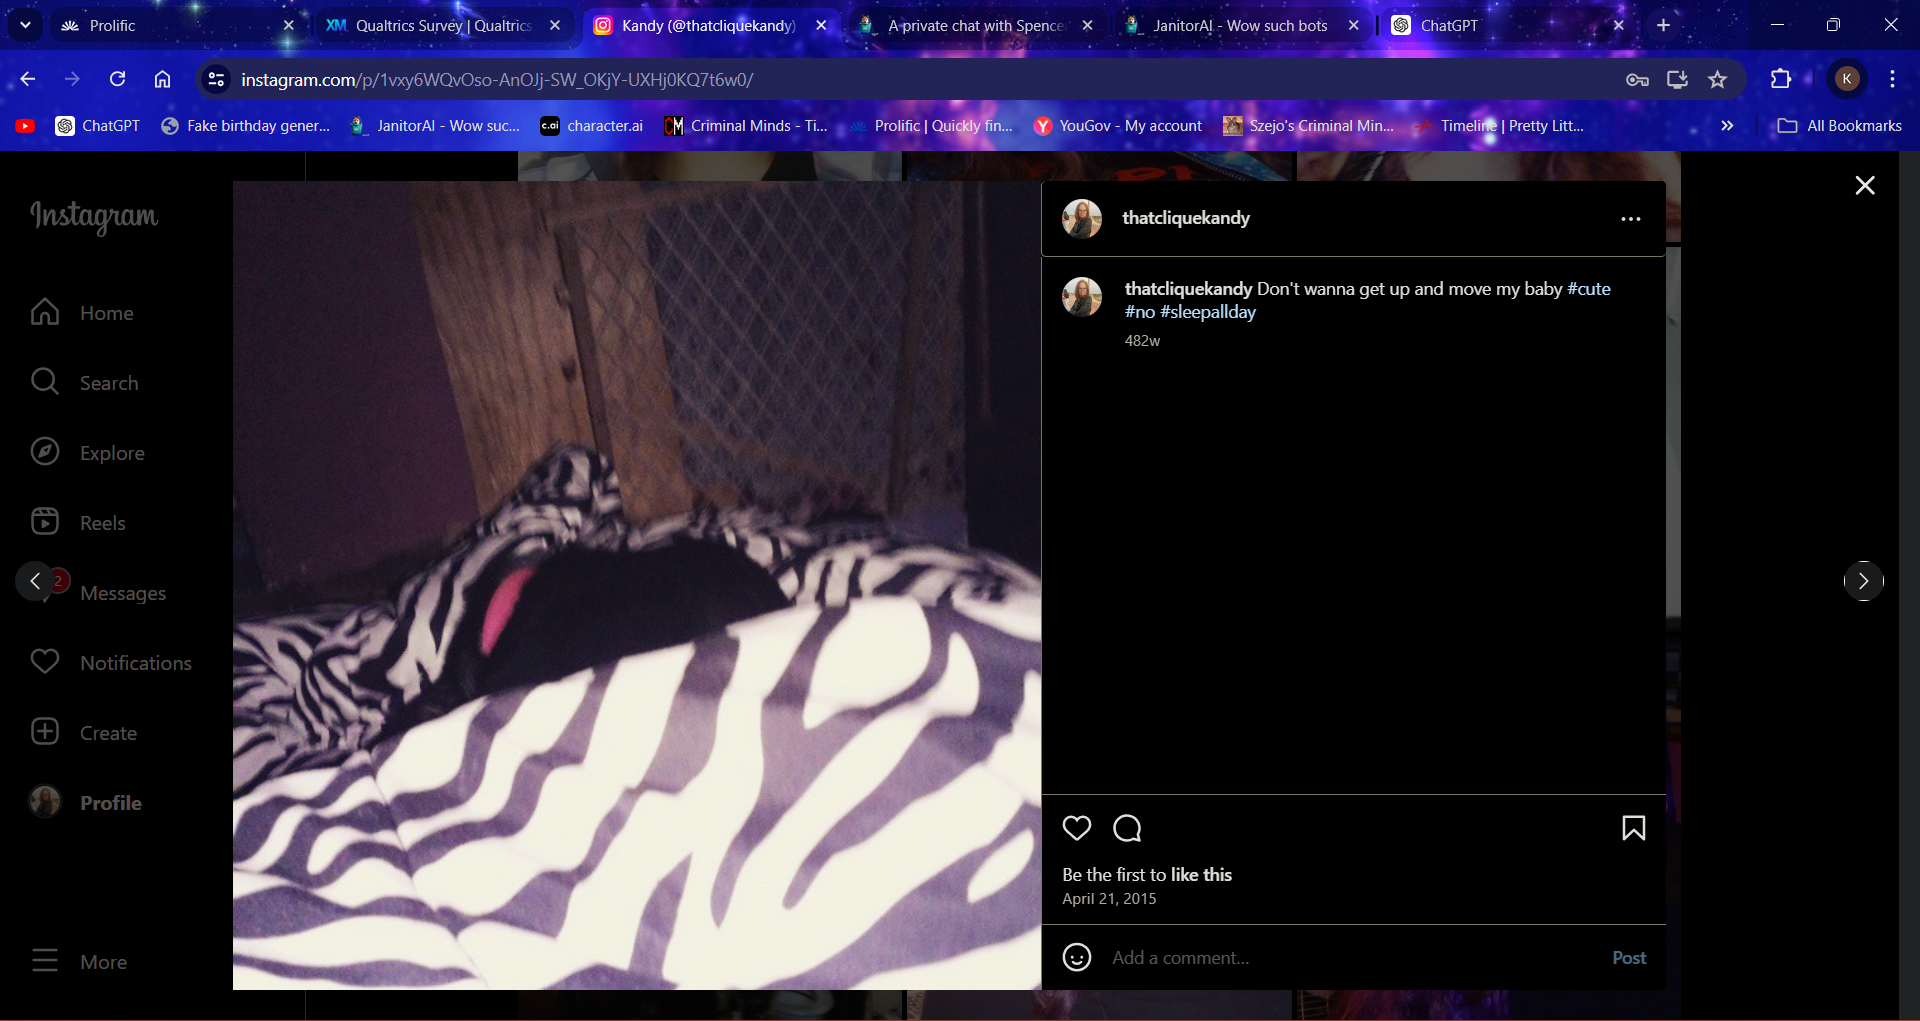 Prolific
Qualtrics Survey | Qualtrics
Kandy (@thatcliquekandy)
A private chat with Spence
JanitorAI - Wow such bots
ChatGPT
instagram.com/p/1vxy6WQvOso-AnOJj-SW_OKjY-UXHj0KQ7t6w0/
K
ChatGPT
Fake birthday gener...
JanitorAI - Wow suc...
c.ai
character.ai
CM
Criminal Minds - Ti...
Prolific | Quickly fin...
Y
YouGov - My account
Szejo's Criminal Min...
Timeline | Pretty Litt...
All Bookmarks
Instagram
Home
Search
Explore
Reels
2
Messages
Notifications
Create
Profile
More
thatcliquekandy
thatcliquekandy Don't wanna get up and move my baby #cute
#no #sleepallday
482w
Be the first to like this
April 21, 2015
Add a comment...
Post